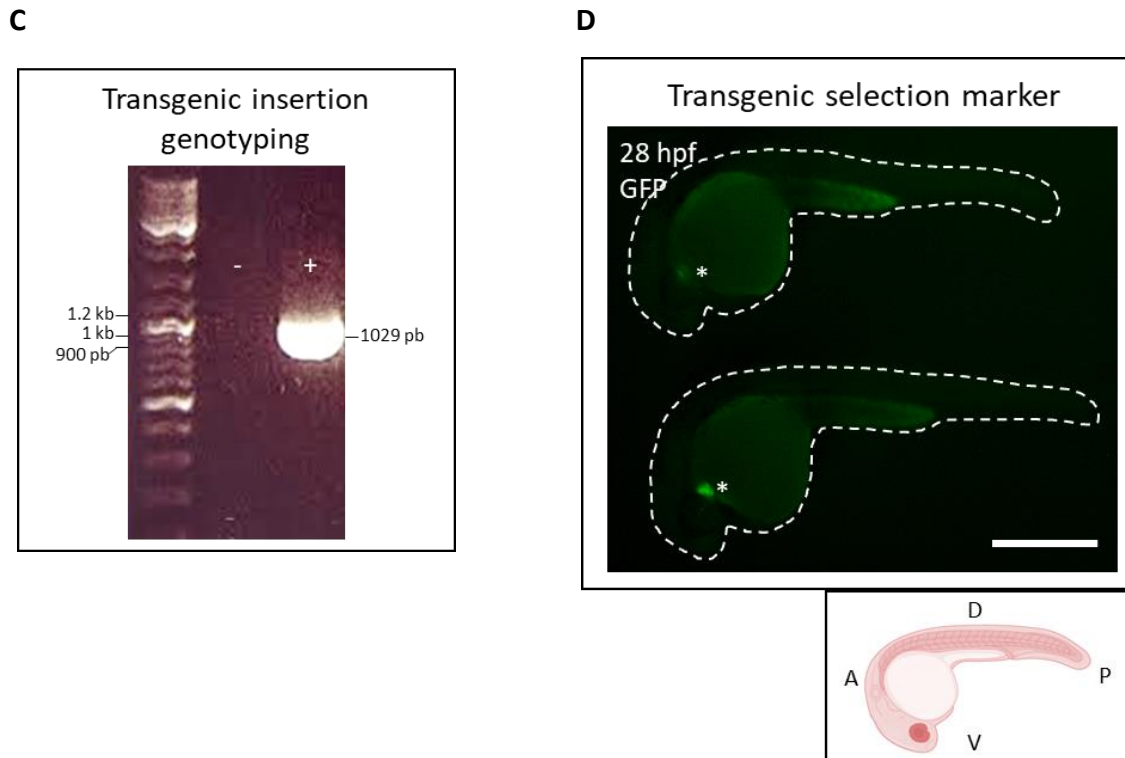 C
D
Transgenic insertion
genotyping
-
+
1.2 kb
1 kb
900 pb
1029 pb
Transgenic selection marker
28 hpf
GFP
*
*
D
A
P
V